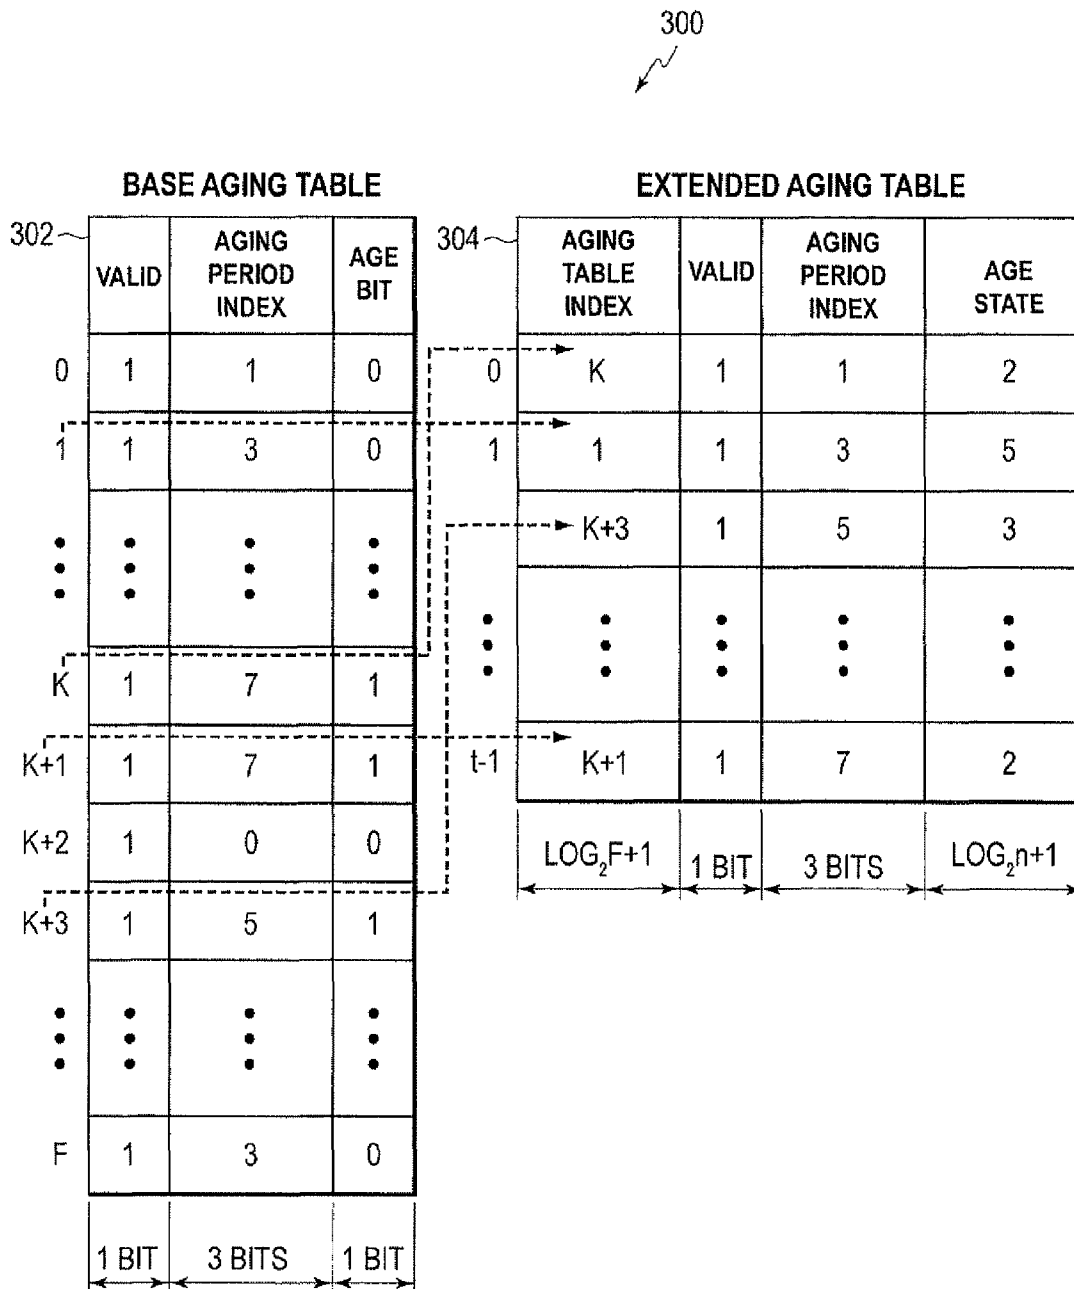 300
BASE AGING TABLE
302
VALID
AGING
PERIOD
INDEX
AGE
BIT
0 1 1 0
1 1 3 0
K 1 7 1
K+1 1 7 1
K+2 1 0 0
K+3 1 5 1
F 1 3 0
1 BIT 3 BITS 1 BIT
EXTENDED AGING TABLE
304
AGING
TABLE
INDEX
VALID
AGING
PERIOD
INDEX
AGE
STATE
0 K 1 1 2
1 1 1 3 5
K+3 1 5 3
t-1 K+1 1 7 2
LOG₂F+1 1 BIT 3 BITS LOG₂n+1